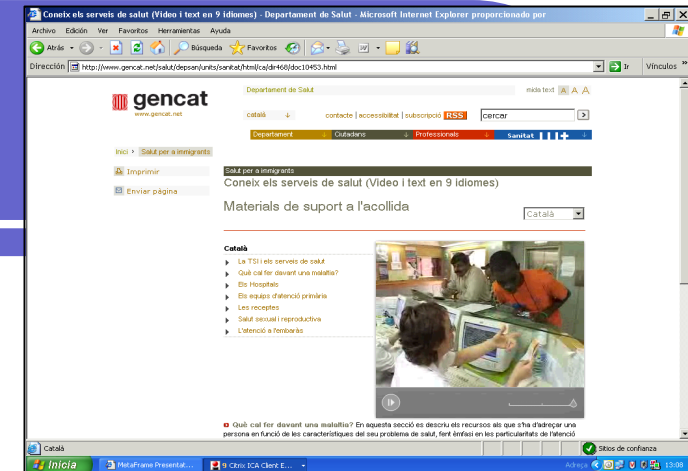 Coneix els serveis de salut (Vídeo i text en 9 idiomes) - Departament de Salut - Microsoft Internet Explorer proporcionado por
Archivo Edición Ver Favoritos Herramientas Ayuda
Atrás Búsqueda Favoritos
Dirección http://www.gencat.net/salut/depsan/units/sanitat/html/ca/dir468/doc10453.html Ir Vínculos »
Departament de Salut mida text A A A
gencat
www.gencat.net
català contacte | accessibilitat | subscripció RSS cercar
Departament Ciutadans Professionals Sanitat
Inici > Salut per a immigrants
Imprimir
Enviar pàgina
Salut per a immigrants
Coneix els serveis de salut (Vídeo i text en 9 idiomes)
Materials de suport a l'acollida
Català
Català
La TSI i els serveis de salut
Què cal fer davant una malaltia?
Els Hospitals
Els equips d'atenció primària
Les receptes
Salut sexual i reproductiva
L'atenció a l'embaràs
Què cal fer davant una malaltia? En aquesta secció es descriu els recursos als que s'ha d'adreçar una
persona en funció de les característiques del seu problema de salut, fent èmfasi en les particularitats de l'atenció
Català Sitios de confianza
Inicio MetaFrame Presentat... 9 Citrix ICA Client E... Adreça 13:08